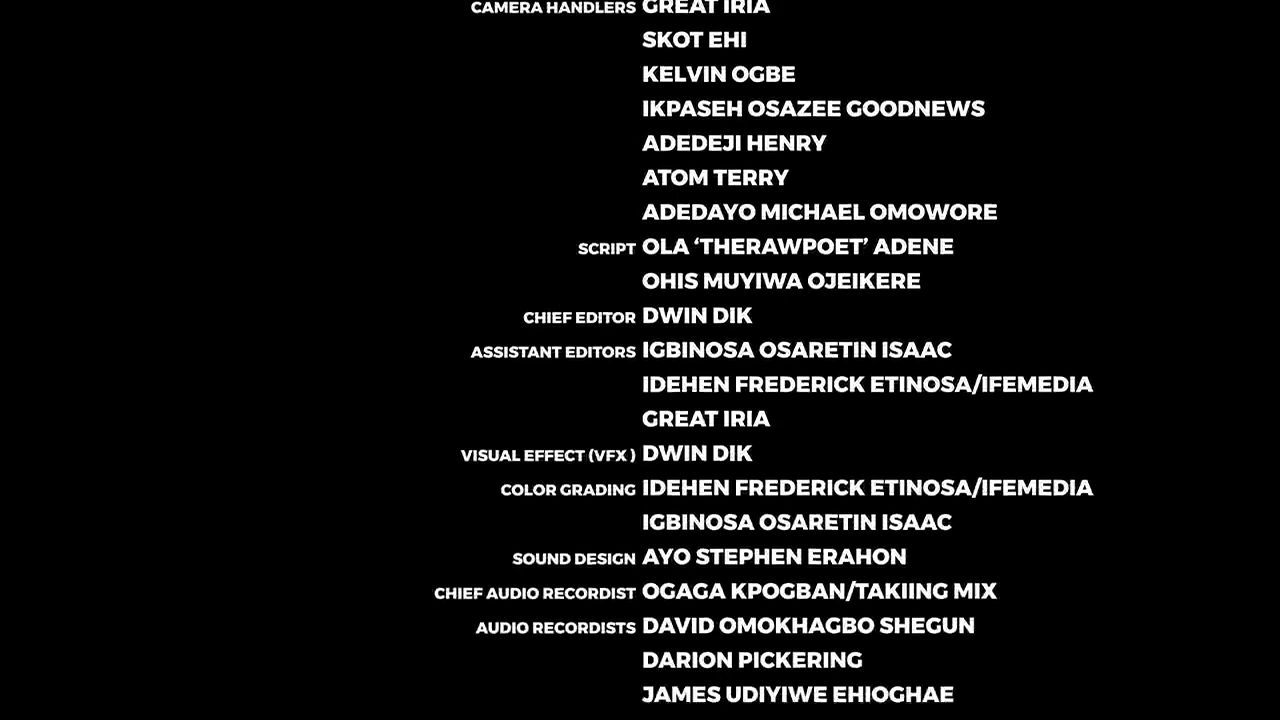 CAMERA HANDLERS GREAT IRIA
SKOT EHI
KELVIN OGBE
IKPASEH OSAZEE GOODNEWS
ADEDEJI HENRY
ATOM TERRY
ADEDAYO MICHAEL OMOWORE
SCRIPT OLA ‘THERAWPOET’ ADENE
OHIS MUYIWA OJEIKERE
CHIEF EDITOR DWIN DIK
ASSISTANT EDITORS IGBINOSA OSARETIN ISAAC
IDEHEN FREDERICK ETINOSA/IFEMEDIA
GREAT IRIA
VISUAL EFFECT (VFX ) DWIN DIK
COLOR GRADING IDEHEN FREDERICK ETINOSA/IFEMEDIA
IGBINOSA OSARETIN ISAAC
SOUND DESIGN AYO STEPHEN ERAHON
CHIEF AUDIO RECORDIST OGAGA KPOGBAN/TAKIING MIX
AUDIO RECORDISTS DAVID OMOKHAGBO SHEGUN
DARION PICKERING
JAMES UDIYIWE EHIOGHAE